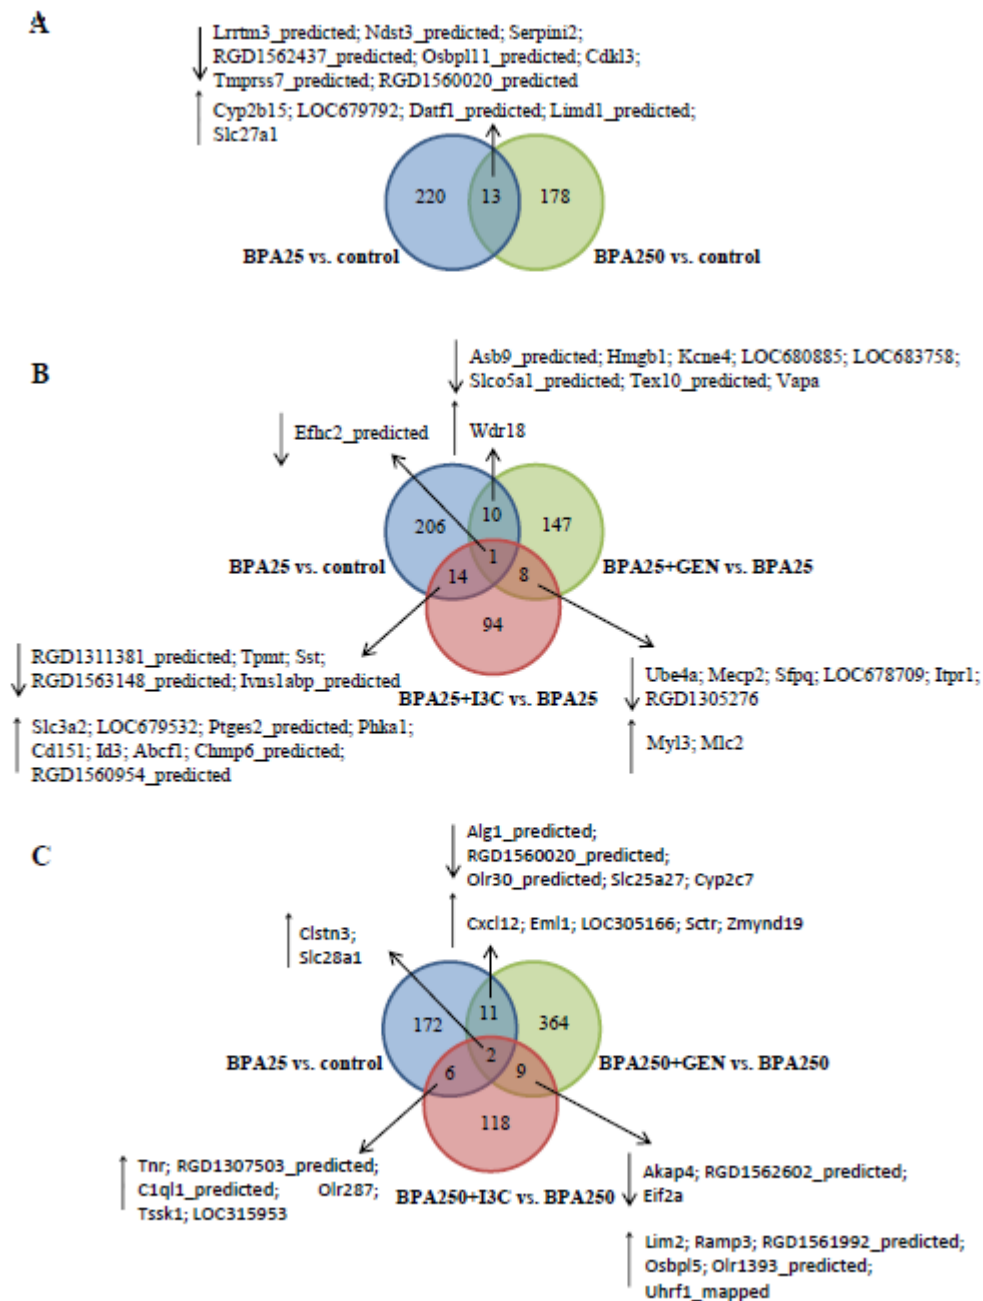 A
Lrrtm3_predicted; Ndst3_predicted; Serpini2;
RGD1562437_predicted; Osbpl11_predicted; Cdkl3;
Tmprss7_predicted; RGD1560020_predicted
Cyp2b15; LOC679792; Datf1_predicted; Limd1_predicted;
Slc27a1
220 13 178
BPA25 vs. control BPA250 vs. control
B
Asb9_predicted; Hmgb1; Kcne4; LOC680885; LOC683758;
Slco5a1_predicted; Tex10_predicted; Vapa
Efhc2_predicted
Wdr18
206 10 147
1
BPA25 vs. control BPA25+GEN vs. BPA25
14 8
94
RGD1311381_predicted; Tpmt; Sst;
RGD1563148_predicted; Ivns1abp_predicted
BPA25+I3C vs. BPA25
Ube4a; Mecp2; Sfpq; LOC678709; Itpr1;
RGD1305276
Slc3a2; LOC679532; Ptges2_predicted; Phka1;
Cd151; Id3; Abcf1; Chmp6_predicted;
RGD1560954_predicted
Myl3; Mlc2
C
Alg1_predicted;
RGD1560020_predicted;
Olr30_predicted; Slc25a27; Cyp2c7
Cxcl12; Eml1; LOC305166; Sctr; Zmynd19
Clstn3;
Slc28a1
172 11 364
2
BPA25 vs. control BPA250+GEN vs. BPA250
6 9
118
Tnr; RGD1307503_predicted;
C1ql1_predicted; Olr287;
Tssk1; LOC315953
BPA250+I3C vs. BPA250
Akap4; RGD1562602_predicted;
Eif2a
Lim2; Ramp3; RGD1561992_predicted;
Osbpl5; Olr1393_predicted;
Uhrf1_mapped